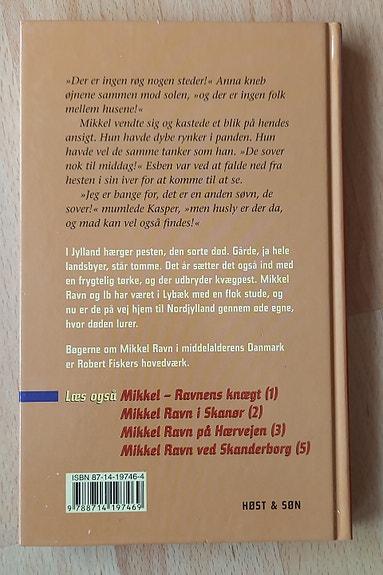 »Der er ingen røg nogen steder!« Anna kneb
øjnene sammen mod solen, »og der er ingen folk
mellem husene!«
Mikkel vendte sig og kastede et blik på hendes
ansigt. Hun havde dybe rynker i panden. Hun
havde vel de samme tanker som han. »De sover
nok til middag!« Esben var ved at falde ned fra
hesten i sin iver for at komme til at se.
»Jeg er bange for, det er en anden søvn, de
sover!« mumlede Kasper, »men husly er der da,
og mad kan vel også findes!«
I Jylland hærger pesten, den sorte død. Gårde, ja hele
landsbyer, står tomme. Det år sætter det også ind med
en frygtelig tørke, og der udbryder kvægpest. Mikkel
Ravn og Ib har været i Lybæk med en flok stude, og
nu er de på vej hjem til Nordjylland gennem øde egne,
hvor døden lurer.
Bøgerne om Mikkel Ravn i middelalderens Danmark
er Robert Fiskers hovedværk.
Læs også Mikkel – Ravnens knægt (1)
Mikkel Ravn i Skanør (2)
Mikkel Ravn på Hærvejen (3)
Mikkel Ravn ved Skanderborg (5)
ISBN 87-14-19746-4
9 788714 197469
HØST & SØN